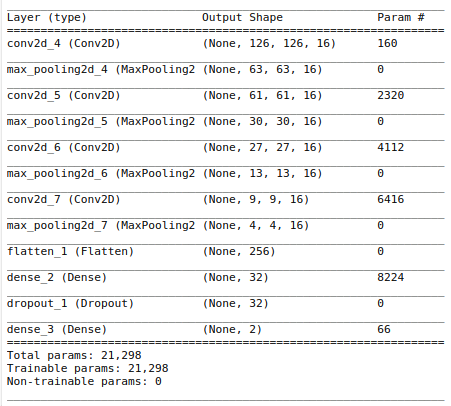 Layer (type) Output Shape Param #
conv2d_4 (Conv2D) (None, 126, 126, 16) 160
max_pooling2d_4 (MaxPooling2 (None, 63, 63, 16) 0
conv2d_5 (Conv2D) (None, 61, 61, 16) 2320
max_pooling2d_5 (MaxPooling2 (None, 30, 30, 16) 0
conv2d_6 (Conv2D) (None, 27, 27, 16) 4112
max_pooling2d_6 (MaxPooling2 (None, 13, 13, 16) 0
conv2d_7 (Conv2D) (None, 9, 9, 16) 6416
max_pooling2d_7 (MaxPooling2 (None, 4, 4, 16) 0
flatten_1 (Flatten) (None, 256) 0
dense_2 (Dense) (None, 32) 8224
dropout_1 (Dropout) (None, 32) 0
dense_3 (Dense) (None, 2) 66
Total params: 21,298
Trainable params: 21,298
Non-trainable params: 0